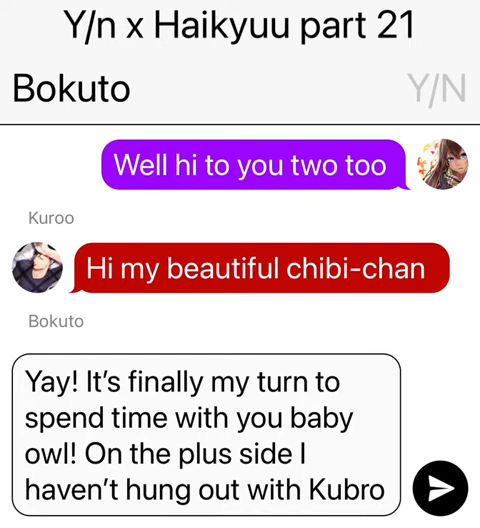 Y/n x Haikyuu part 21
Bokuto
Y/N
Well hi to you two too
Kuroo
Hi my beautiful chibi-chan
Bokuto
Yay! It's finally my turn to
spend time with you baby
owl! On the plus side I
haven't hung out with Kubro